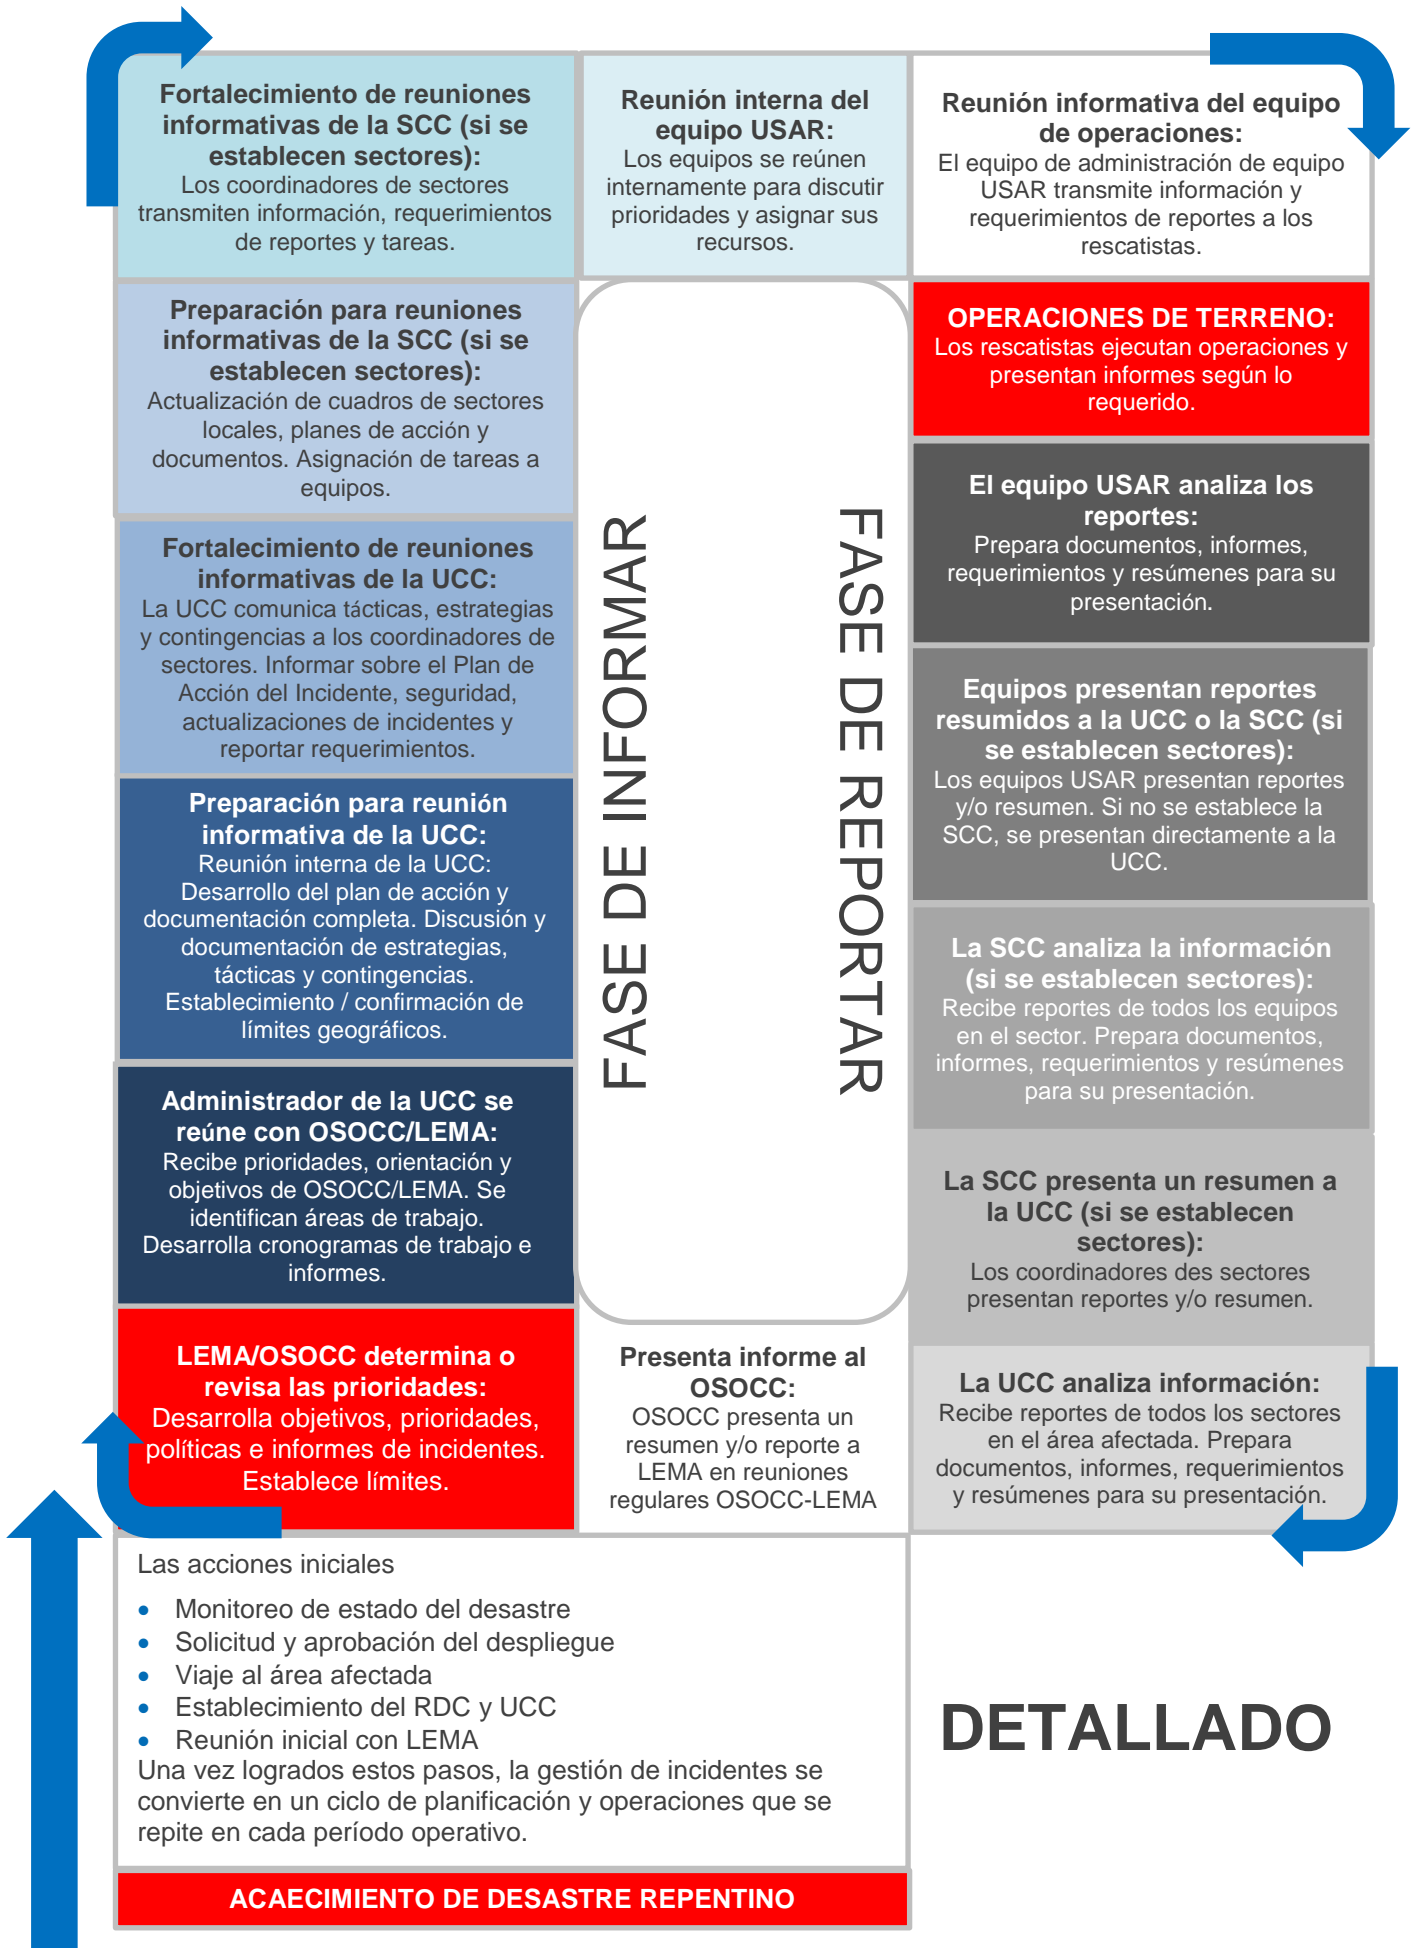 Fortalecimiento de reuniones
informativas de la SCC (si se
establecen sectores):
Los coordinadores de sectores
transmiten información, requerimientos
de reportes y tareas.
Reunión interna del
equipo USAR:
Los equipos se reúnen
internamente para discutir
prioridades y asignar sus
recursos.
Reunión informativa del equipo
de operaciones:
El equipo de administración de equipo
USAR transmite información y
requerimientos de reportes a los
rescatistas.
Preparación para reuniones
informativas de la SCC (si se
establecen sectores):
Actualización de cuadros de sectores
locales, planes de acción y
documentos. Asignación de tareas a
equipos.
Fortalecimiento de reuniones
informativas de la UCC:
La UCC comunica tácticas, estrategias
y contingencias a los coordinadores de
sectores. Informar sobre el Plan de
Acción del Incidente, seguridad,
actualizaciones de incidentes y
reportar requerimientos.
Preparación para reunión
informativa de la UCC:
Reunión interna de la UCC:
Desarrollo del plan de acción y
documentación completa. Discusión y
documentación de estrategias,
tácticas y contingencias.
Establecimiento / confirmación de
límites geográficos.
Administrador de la UCC se
reúne con OSOCC/LEMA:
Recibe prioridades, orientación y
objetivos de OSOCC/LEMA. Se
identifican áreas de trabajo.
Desarrolla cronogramas de trabajo e
informes.
LEMA/OSOCC determina o
revisa las prioridades:
Desarrolla objetivos, prioridades,
políticas e informes de incidentes.
Establece límites.
FASE DE INFORMAR
FASE DE REPORTAR
OPERACIONES DE TERRENO:
Los rescatistas ejecutan operaciones y
presentan informes según lo
requerido.
El equipo USAR analiza los
reportes:
Prepara documentos, informes,
requerimientos y resúmenes para su
presentación.
Equipos presentan reportes
resumidos a la UCC o la SCC (si
se establecen sectores):
Los equipos USAR presentan reportes
y/o resumen. Si no se establece la
SCC, se presentan directamente a la
UCC.
La SCC analiza la información
(si se establecen sectores):
Recibe reportes de todos los equipos
en el sector. Prepara documentos,
informes, requerimientos y resúmenes
para su presentación.
La SCC presenta un resumen a
la UCC (si se establecen
sectores):
Los coordinadores des sectores
presentan reportes y/o resumen.
La UCC analiza información:
Recibe reportes de todos los sectores
en el área afectada. Prepara
documentos, informes, requerimientos
y resúmenes para su presentación.
Presenta informe al
OSOCC:
OSOCC presenta un
resumen y/o reporte a
LEMA en reuniones
regulares OSOCC-LEMA
Las acciones iniciales
• Monitoreo de estado del desastre
• Solicitud y aprobación del despliegue
• Viaje al área afectada
• Establecimiento del RDC y UCC
• Reunión inicial con LEMA
Una vez logrados estos pasos, la gestión de incidentes se
convierte en un ciclo de planificación y operaciones que se
repite en cada período operativo.
DETALLADO
ACAECIMIENTO DE DESASTRE REPENTINO